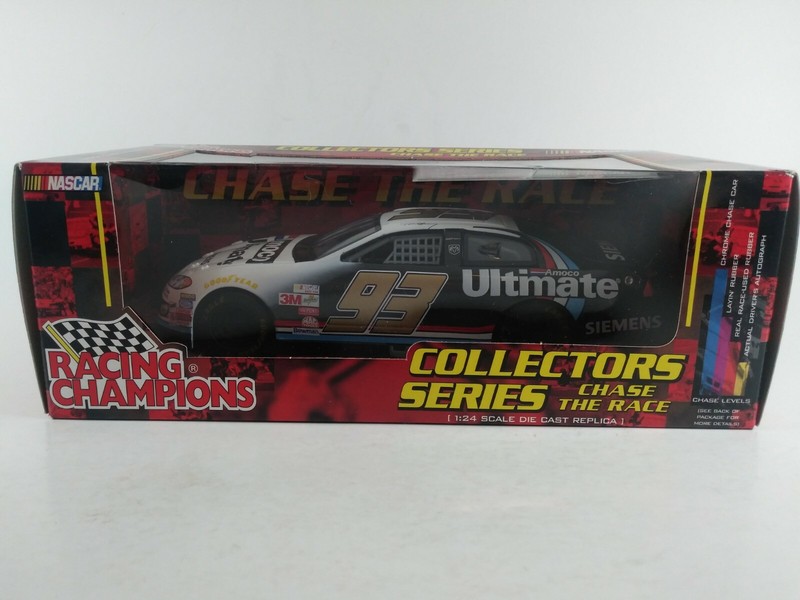 COLLECTORS SERIES
CHASE THE RACE
NASCAR
CHASE THE RACE
93
GOODYEAR
3M
93
Amoco
Ultimate
SIEMENS
RACING ®
CHAMPIONS
COLLECTORS
SERIES CHASE
THE RACE
[ 1:24 SCALE DIE CAST REPLICA ]
CHROME CHASE CAR
LAYIN' RUBBER
REAL RACE-USED RUBBER
ACTUAL DRIVER'S AUTOGRAPH
CHASE LEVELS
(SEE BACK OF
PACKAGE FOR
MORE DETAILS)